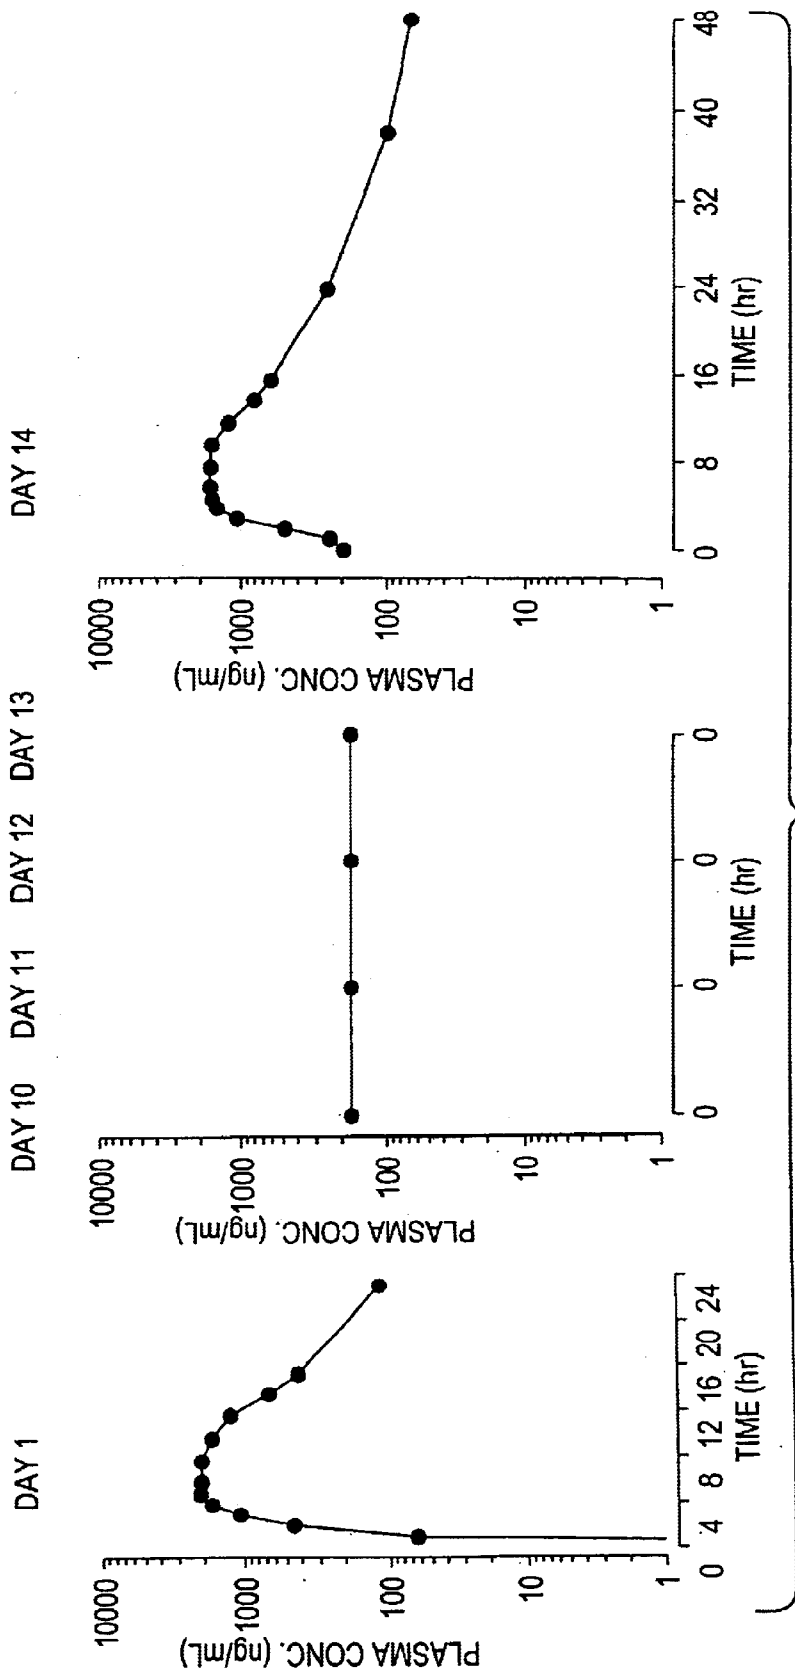 DAY 1
10000
1000
100
10
1
PLASMA CONC. (ng/mL)
0 4 8 12 16 20 24
TIME (hr)
DAY 10 DAY 11 DAY 12 DAY 13
10000
1000
100
10
1
PLASMA CONC. (ng/mL)
0 0 0 0
TIME (hr)
DAY 14
10000
1000
100
10
1
PLASMA CONC. (ng/mL)
0 8 16 24 32 40 48
TIME (hr)